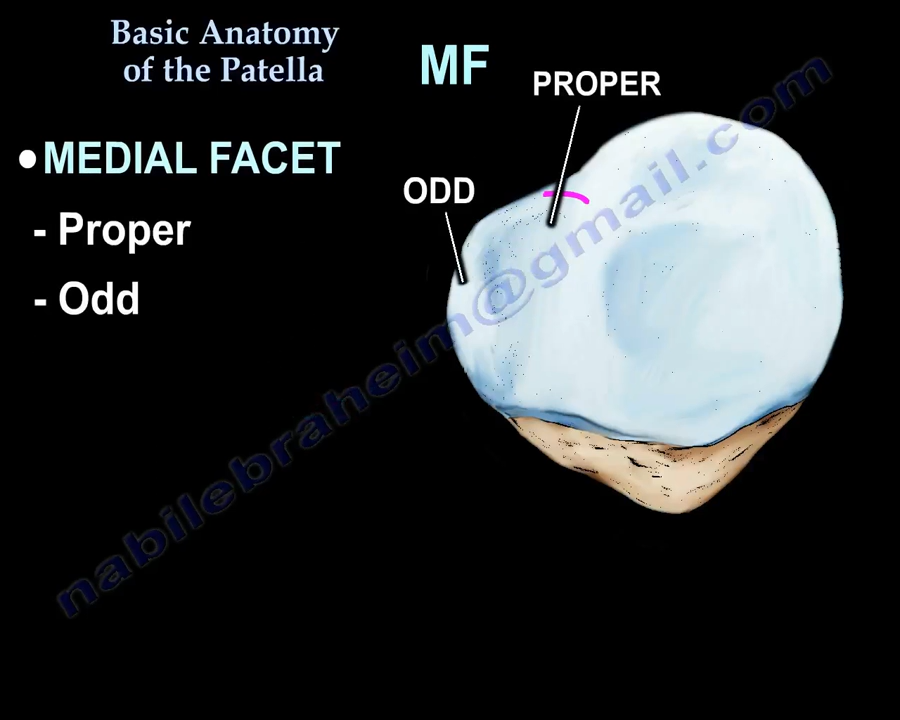 Basic Anatomy
of the Patella
MF
PROPER
• MEDIAL FACET
ODD
- Proper
- Odd
nabilebraheim@gmail.com